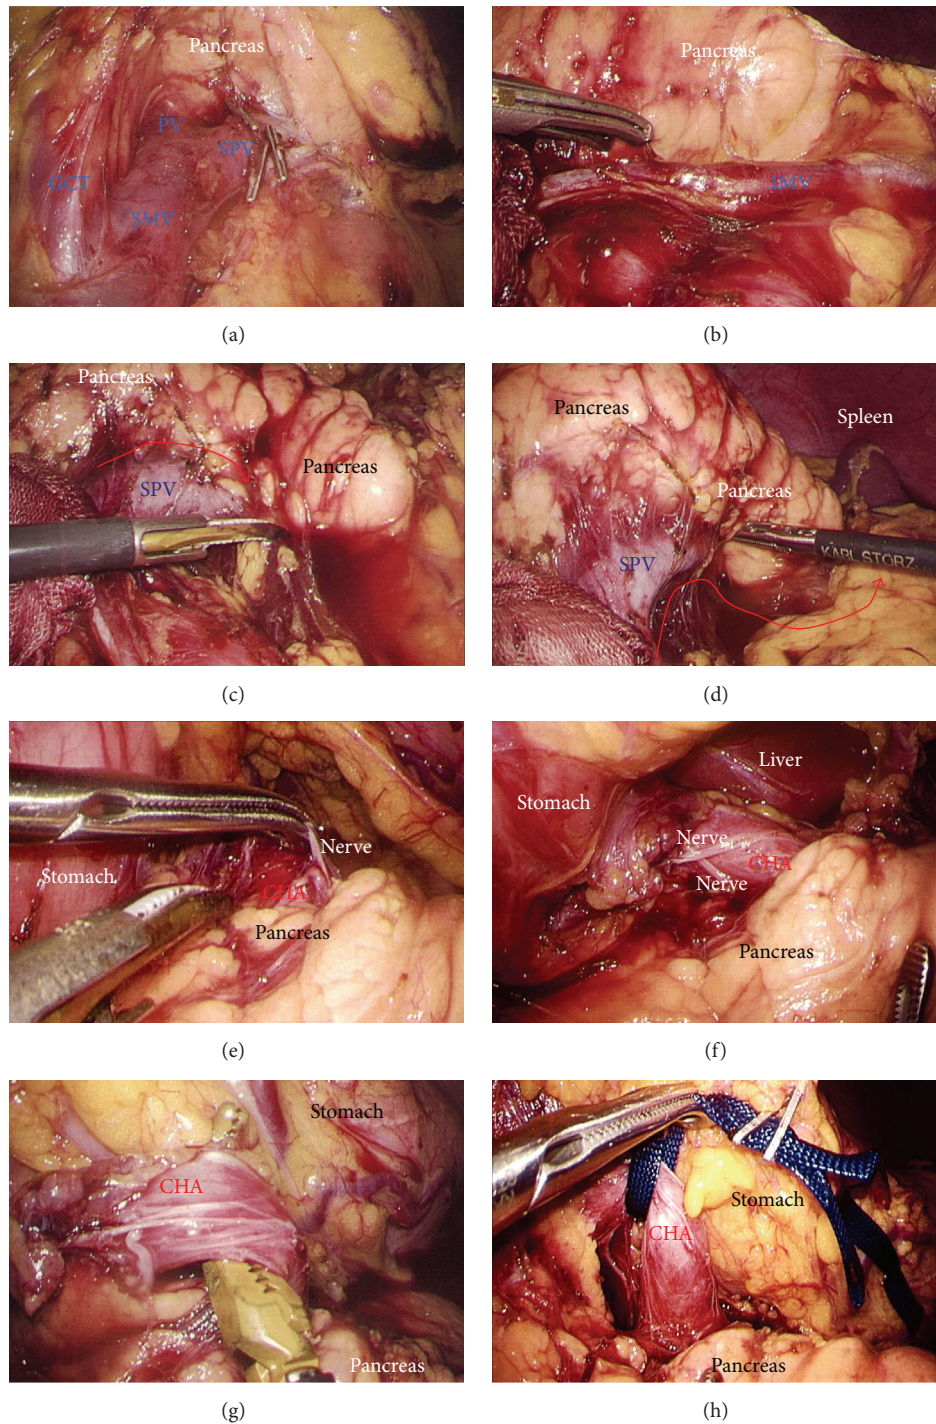 Pancreas
PV
SPV
GCT
SMV
(a)
Pancreas
IMV
(b)
Pancreas
Pancreas
SPV
(c)
Pancreas
Spleen
Pancreas
SPV
KARL STORZ
(d)
Nerve
Stomach
CHA
Pancreas
(e)
Liver
Stomach
Nerve
CHA
Nerve
Pancreas
(f)
Stomach
CHA
Pancreas
(g)
Stomach
CHA
Pancreas
(h)